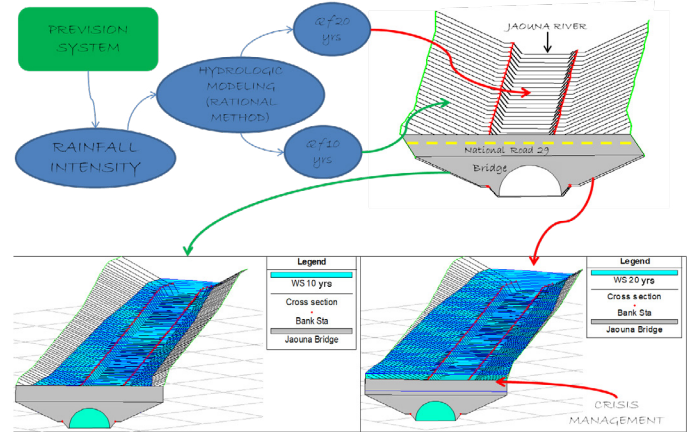 PREVISION
SYSTEM
RAINFALL
INTENSITY
HYDROLOGIC
MODELING
(RATIONAL
METHOD)
Q f 20
yrs
Q f 10
yrs
JAOUNA RIVER
National Road 29
Bridge
Legend
WS 10 yrs
Cross section
Bank Sta
Jaouna Bridge
Legend
WS 20 yrs
Cross section
Bank Sta
Jaouna Bridge
CRISIS
MANAGEMENT